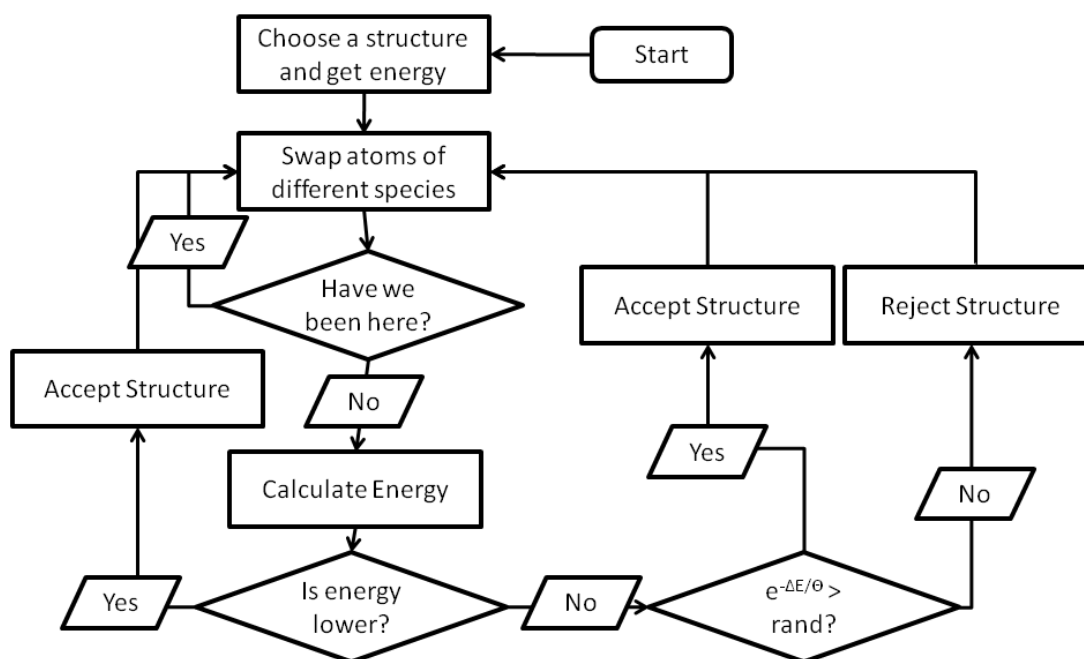 Choose a structure
and get energy
Start
Swap atoms of
different species
Yes
Have we
been here?
Accept Structure
Reject Structure
Accept Structure
No
Yes
Calculate Energy
No
Yes
Is energy
lower?
No
e^-ΔE/Θ >
rand?